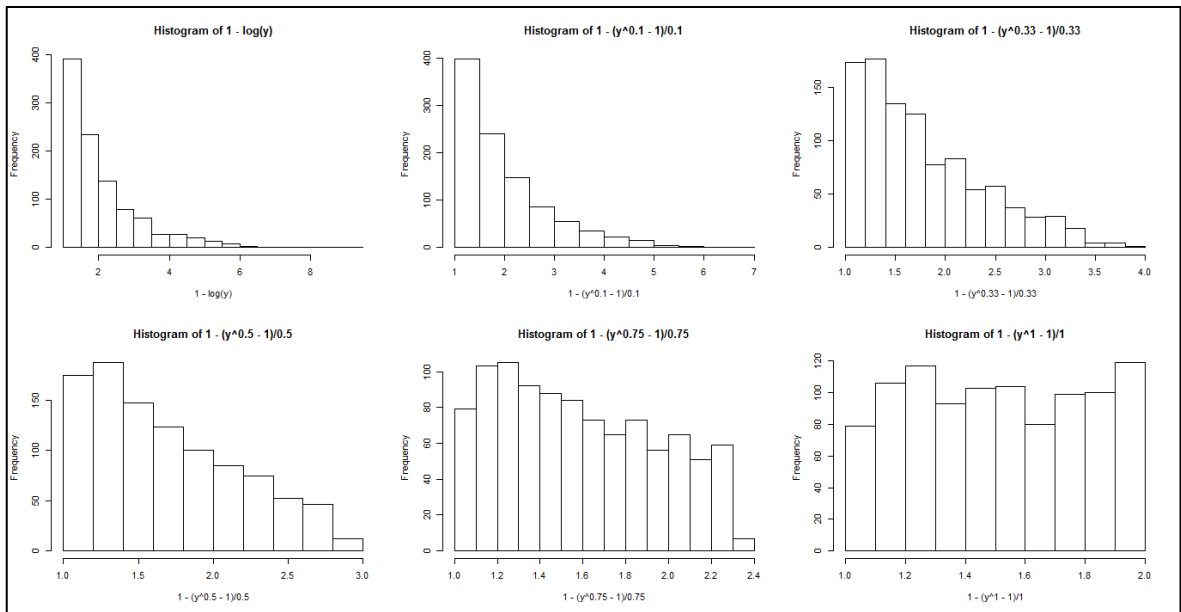 Histogram of 1 - log(y)
Frequency
400
300
200
100
0
2 4 6 8
1 - log(y)
Histogram of 1 - (y^0.1 - 1)/0.1
Frequency
400
300
200
100
0
1 2 3 4 5 6 7
1 - (y^0.1 - 1)/0.1
Histogram of 1 - (y^0.33 - 1)/0.33
Frequency
150
100
50
0
1.0 1.5 2.0 2.5 3.0 3.5 4.0
1 - (y^0.33 - 1)/0.33
Histogram of 1 - (y^0.5 - 1)/0.5
Frequency
150
100
50
0
1.0 1.5 2.0 2.5 3.0
1 - (y^0.5 - 1)/0.5
Histogram of 1 - (y^0.75 - 1)/0.75
Frequency
100
80
60
40
20
0
1.0 1.2 1.4 1.6 1.8 2.0 2.2 2.4
1 - (y^0.75 - 1)/0.75
Histogram of 1 - (y^1 - 1)/1
Frequency
120
100
80
60
40
20
0
1.0 1.2 1.4 1.6 1.8 2.0
1 - (y^1 - 1)/1